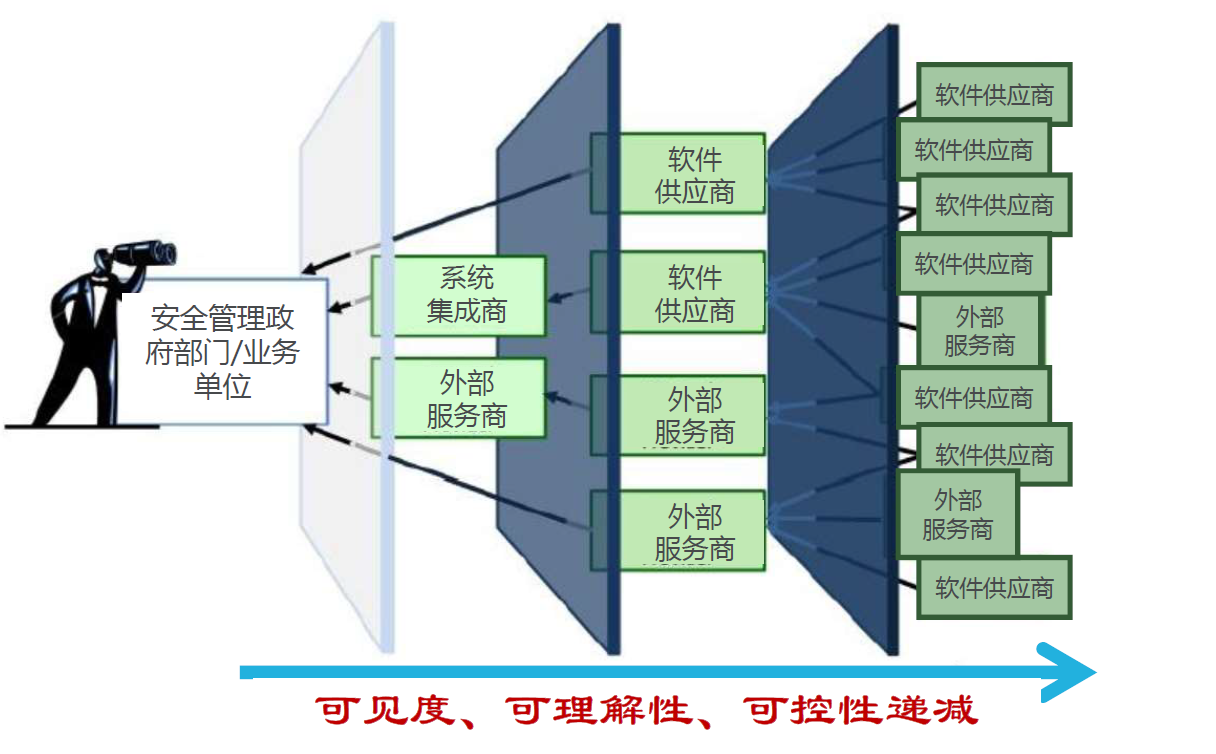 安全管理政
府部门/业务
单位
系统
集成商
外部
服务商
软件
供应商
软件
供应商
外部
服务商
外部
服务商
软件供应商
软件供应商
软件供应商
软件供应商
外部
服务商
软件供应商
软件供应商
外部
服务商
软件供应商
可见度、可理解性、可控性递减